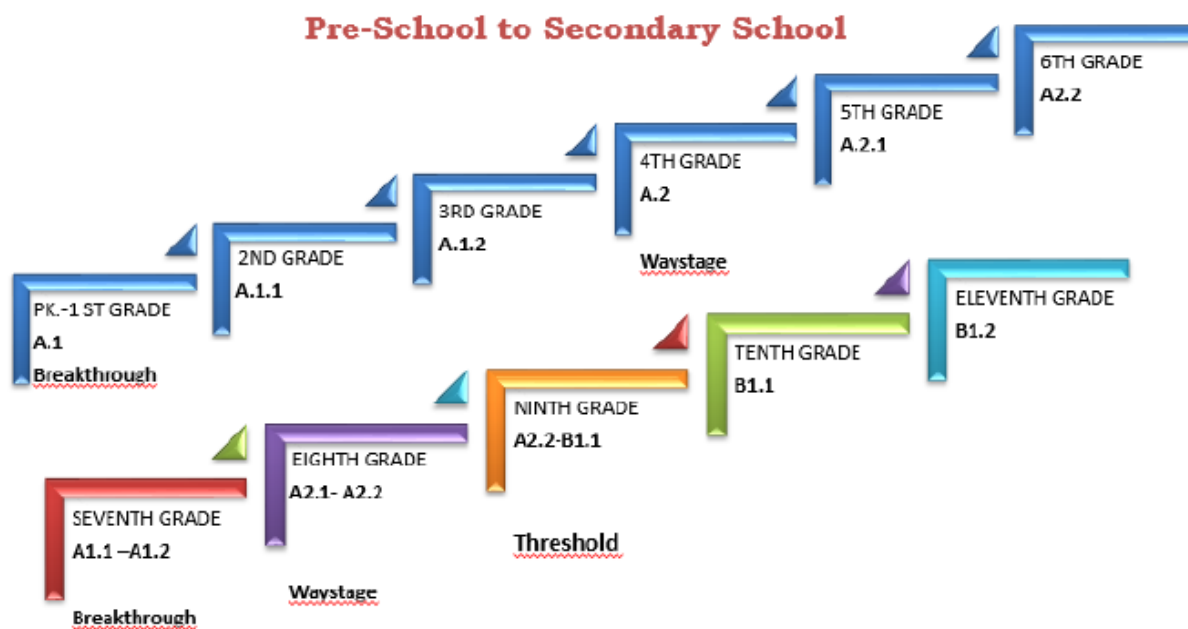 Pre-School to Secondary School
PK.-1 ST GRADE
A.1
Breakthrough
2ND GRADE
A.1.1
3RD GRADE
A.1.2
4TH GRADE
A.2
Waystage
5TH GRADE
A.2.1
6TH GRADE
A2.2
SEVENTH GRADE
A1.1 –A1.2
Breakthrough
EIGHTH GRADE
A2.1- A2.2
Waystage
NINTH GRADE
A2.2-B1.1
Threshold
TENTH GRADE
B1.1
ELEVENTH GRADE
B1.2